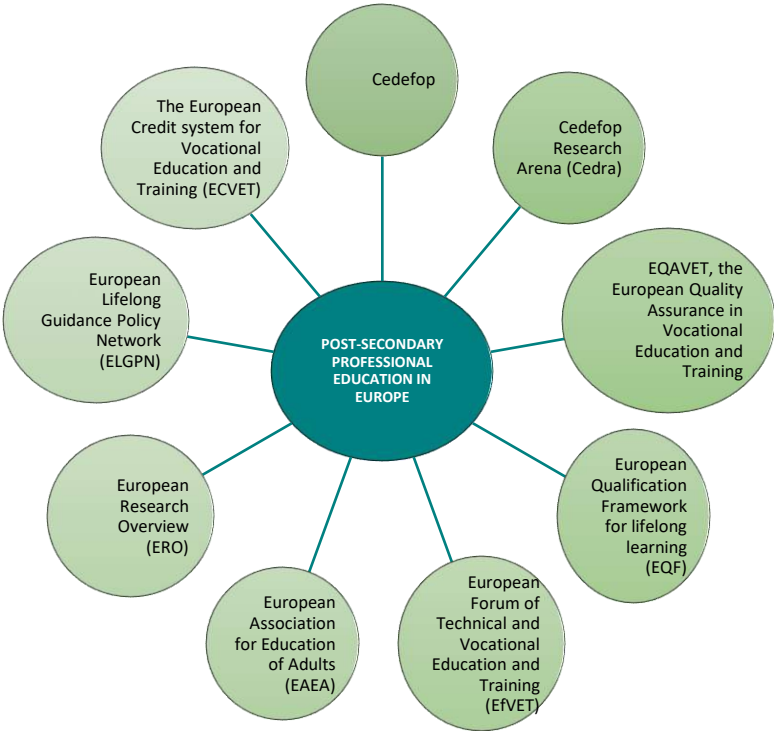 Cedefop
Cedefop
Research
Arena (Cedra)
EQAVET, the
European Quality
Assurance in
Vocational
Education and
Training
European
Qualification
Framework
for lifelong
learning
(EQF)
European
Forum of
Technical and
Vocational
Education and
Training
(EfVET)
European
Association
for Education
of Adults
(EAEA)
European
Research
Overview
(ERO)
European
Lifelong
Guidance Policy
Network
(ELGPN)
The European
Credit system for
Vocational
Education and
Training (ECVET)
POST-SECONDARY
PROFESSIONAL
EDUCATION IN
EUROPE